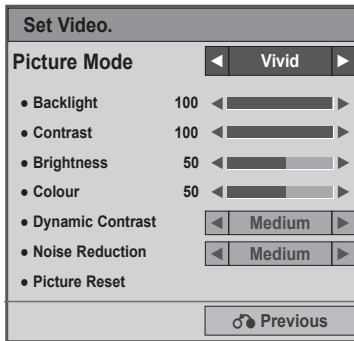 Set Video.
Picture Mode ◀ Vivid ▶
● Backlight 100 ◀ ▶
● Contrast 100 ◀ ▶
● Brightness 50 ◀ ▶
● Colour 50 ◀ ▶
● Dynamic Contrast ◀ Medium ▶
● Noise Reduction ◀ Medium ▶
● Picture Reset
Previous